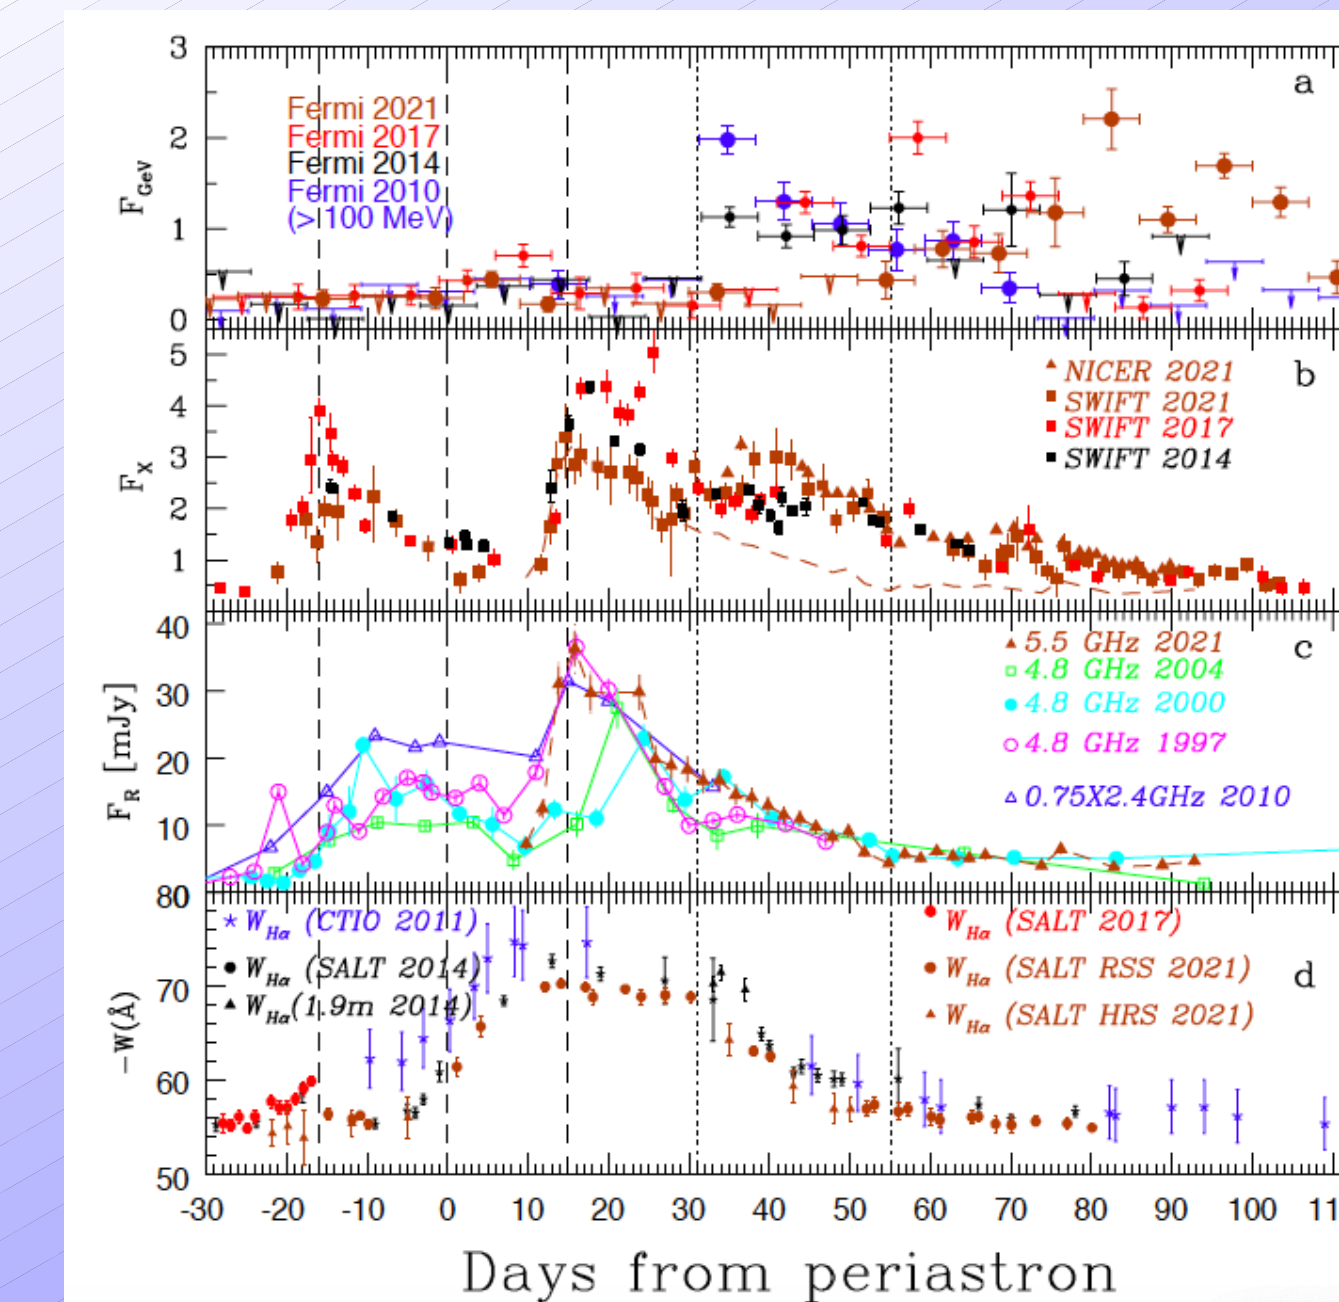 3
2
1
0
F_GeV
a
Fermi 2021
Fermi 2017
Fermi 2014
Fermi 2010
(>100 MeV)
5
4
3
2
1
F_X
b
NICER 2021
SWIFT 2021
SWIFT 2017
SWIFT 2014
40
30
20
10
F_R [mJy]
c
5.5 GHz 2021
4.8 GHz 2004
4.8 GHz 2000
4.8 GHz 1997
0.75X2.4GHz 2010
80
70
60
50
-W(Å)
d
W_Hα (CTIO 2011)
W_Hα (SALT 2014)
W_Hα(1.9m 2014)
W_Hα (SALT 2017)
W_Hα (SALT RSS 2021)
W_Hα (SALT HRS 2021)
-30 -20 -10 0 10 20 30 40 50 60 70 80 90 100 11
Days from periastron